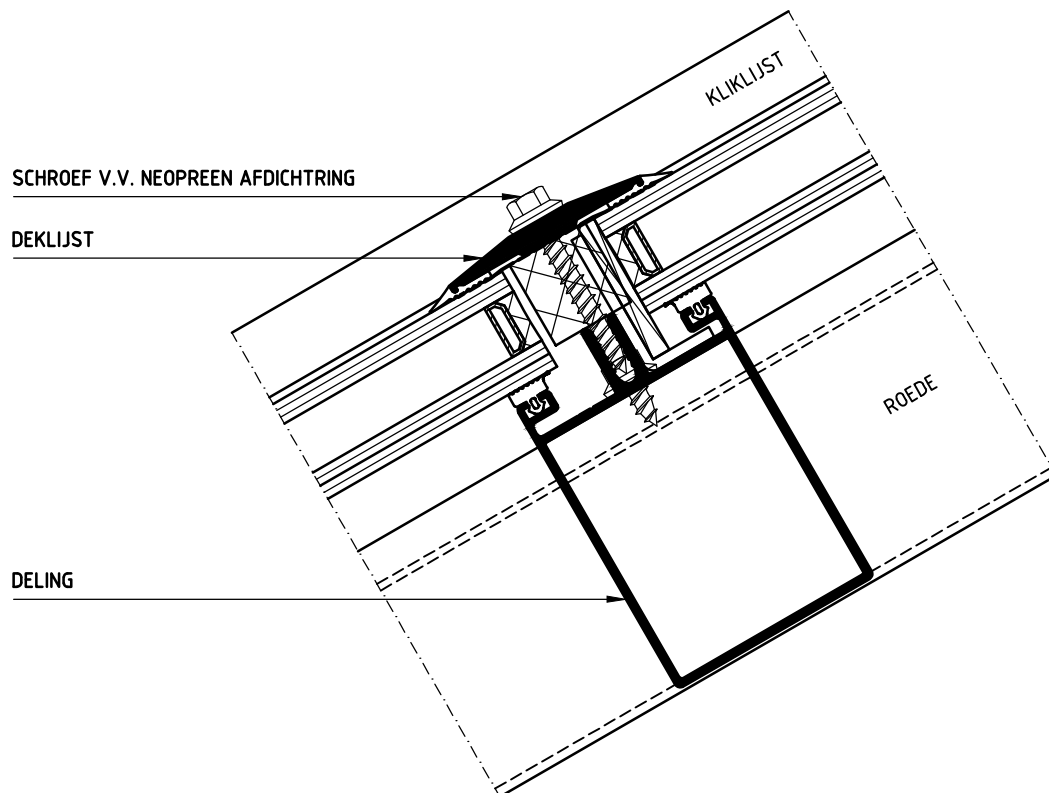 KLIKLIJST
SCHROEF V.V. NEOPREEN AFDICHTRING
DEKLIJST
ROEDE
DELING